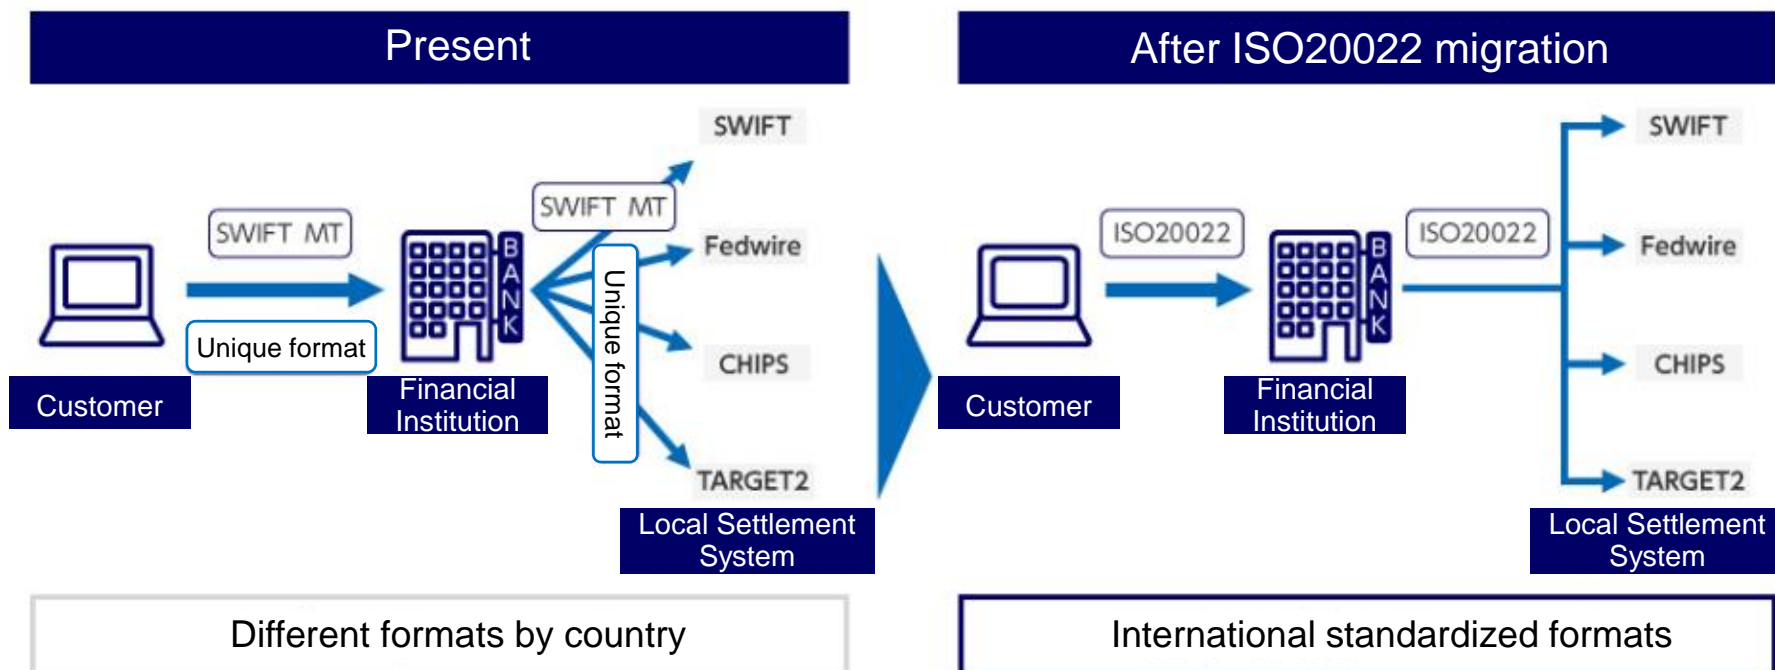 Present
SWIFT
SWIFT MT
SWIFT MT
BANK
Fedwire
Unique format
Unique format
CHIPS
Customer
Financial
Institution
TARGET2
Local Settlement
System
Different formats by country
After ISO20022 migration
SWIFT
ISO20022
ISO20022
BANK
Fedwire
CHIPS
Customer
Financial
Institution
TARGET2
Local Settlement
System
International standardized formats